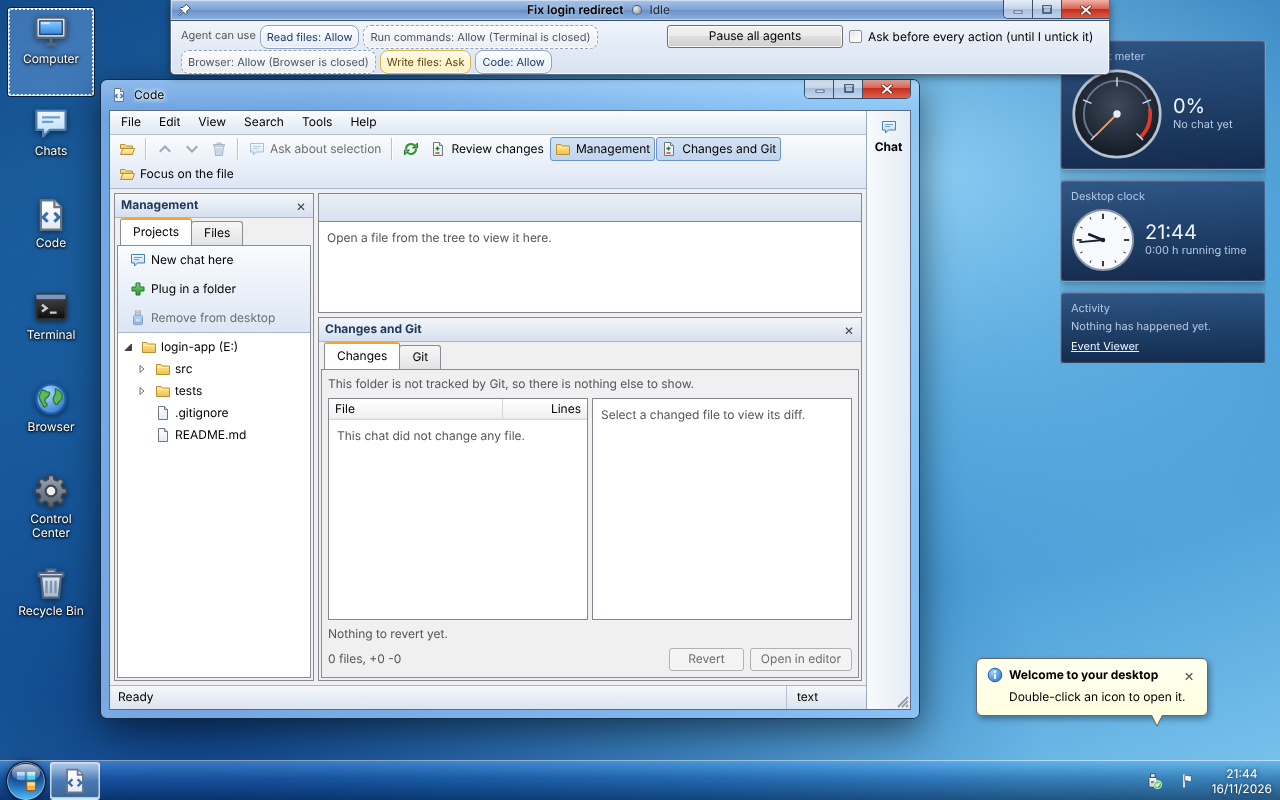 Fix login redirect Idle
Agent can use Read files: Allow Run commands: Allow (Terminal is closed)
Browser: Allow (Browser is closed) Write files: Ask Code: Allow
Pause all agents Ask before every action (until I untick it)
Computer
Chats
Code
Terminal
Browser
Control
Center
Recycle Bin
Code
File Edit View Search Tools Help
Ask about selection Review changes Management Changes and Git
Focus on the file
Chat
Management
Projects Files
New chat here
Plug in a folder
Remove from desktop
login-app (E:)
src
tests
.gitignore
README.md
Open a file from the tree to view it here.
Changes and Git
Changes Git
This folder is not tracked by Git, so there is nothing else to show.
File Lines
This chat did not change any file.
Select a changed file to view its diff.
Nothing to revert yet.
0 files, +0 -0 Revert Open in editor
Ready text
meter
0%
No chat yet
Desktop clock
21:44
0:00 h running time
Activity
Nothing has happened yet.
Event Viewer
Welcome to your desktop
Double-click an icon to open it.
21:44
16/11/2026